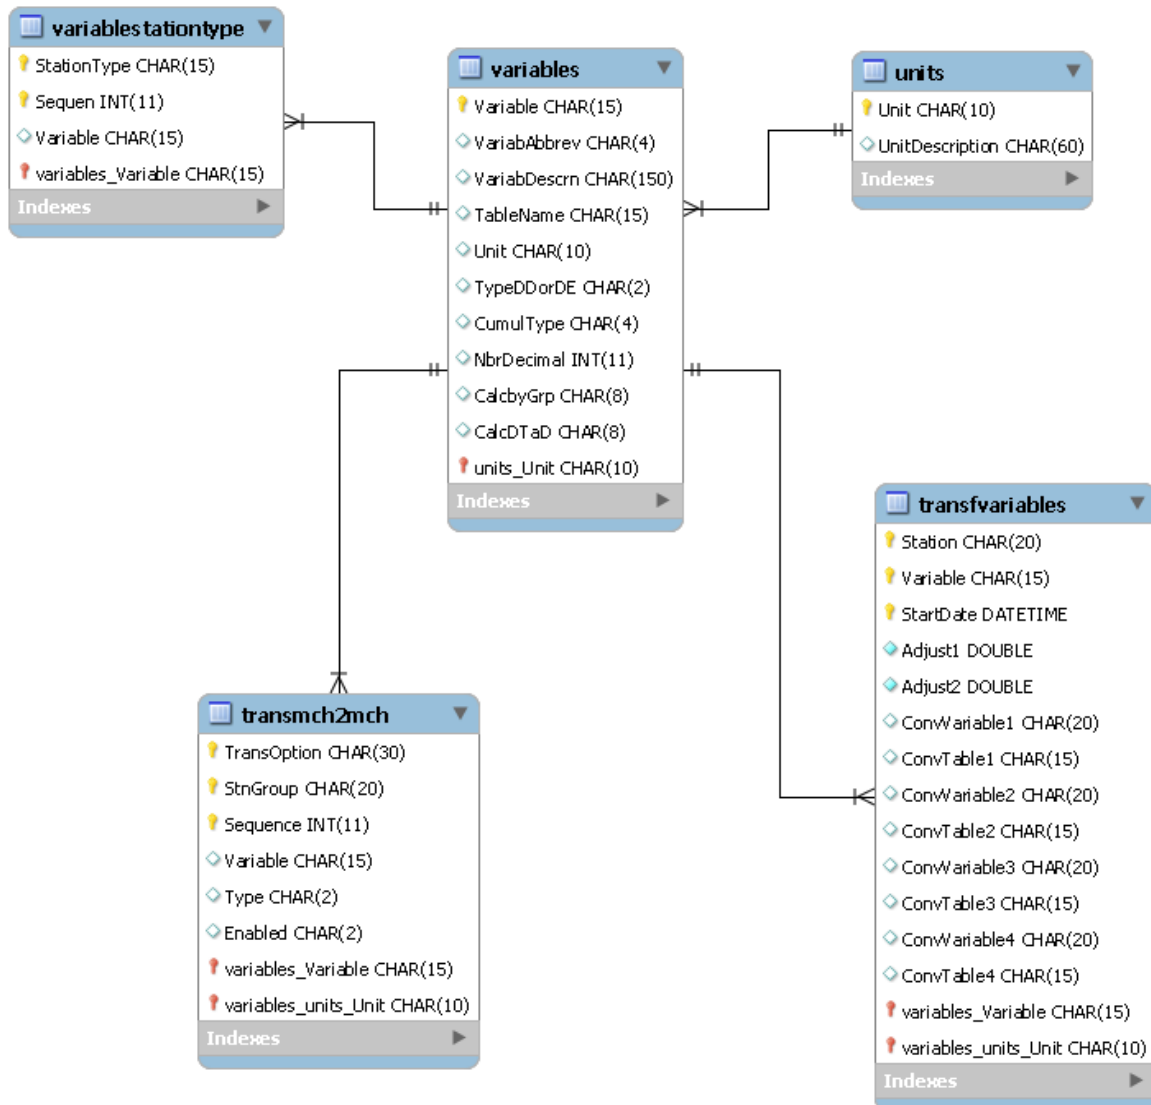 variablestationtype
StationType CHAR(15)
Sequen INT(11)
Variable CHAR(15)
variables_Variable CHAR(15)
Indexes
variables
Variable CHAR(15)
VariabAbbrev CHAR(4)
VariabDescrn CHAR(150)
TableName CHAR(15)
Unit CHAR(10)
TypeDDorDE CHAR(2)
CumulType CHAR(4)
NbrDecimal INT(11)
CalcbyGrp CHAR(8)
CalcDTaD CHAR(8)
units_Unit CHAR(10)
Indexes
units
Unit CHAR(10)
UnitDescription CHAR(60)
Indexes
transmch2mch
TransOption CHAR(30)
StnGroup CHAR(20)
Sequence INT(11)
Variable CHAR(15)
Type CHAR(2)
Enabled CHAR(2)
variables_Variable CHAR(15)
variables_units_Unit CHAR(10)
Indexes
transfvariables
Station CHAR(20)
Variable CHAR(15)
StartDate DATETIME
Adjust1 DOUBLE
Adjust2 DOUBLE
ConvVariable1 CHAR(20)
ConvTable1 CHAR(15)
ConvVariable2 CHAR(20)
ConvTable2 CHAR(15)
ConvVariable3 CHAR(20)
ConvTable3 CHAR(15)
ConvVariable4 CHAR(20)
ConvTable4 CHAR(15)
variables_Variable CHAR(15)
variables_units_Unit CHAR(10)
Indexes